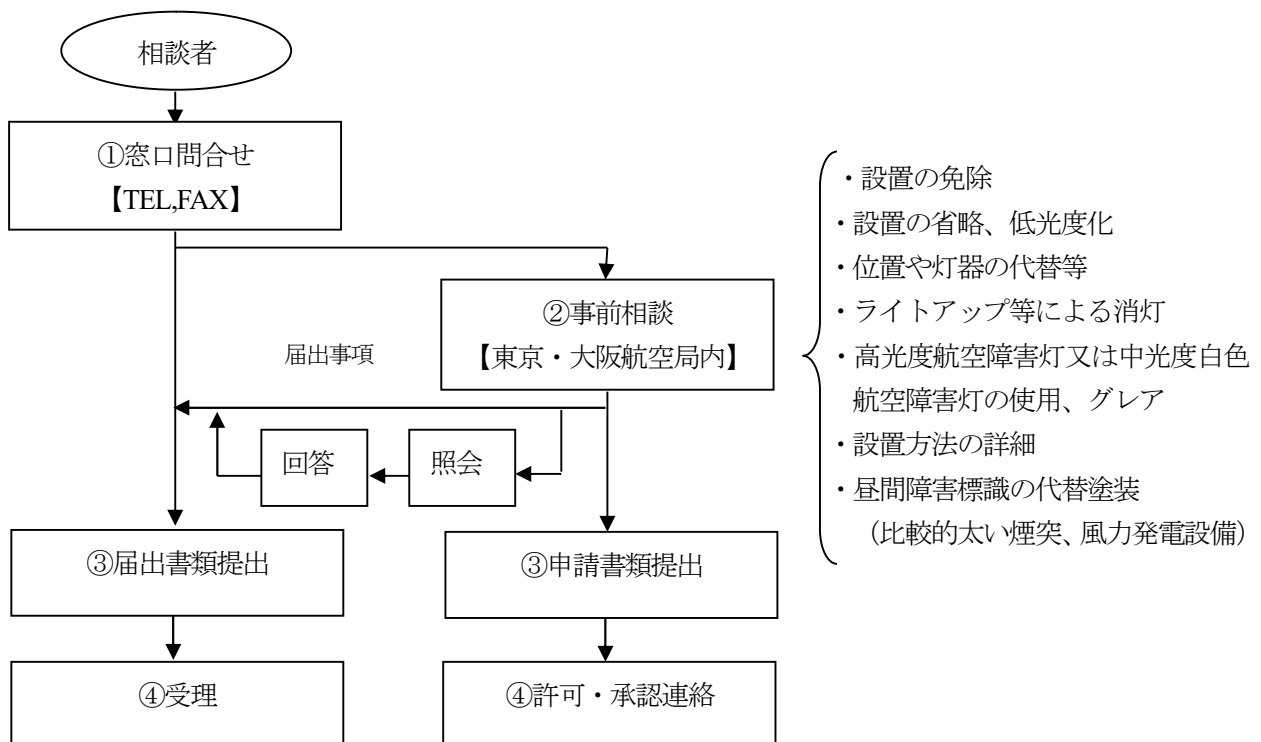 相談者
①窓口問合せ
【TEL,FAX】
②事前相談
【東京・大阪航空局内】
・設置の免除
・設置の省略、低光度化
・位置や灯器の代替等
・ライトアップ等による消灯
・高光度航空障害灯又は中光度白色
航空障害灯の使用、グレア
・設置方法の詳細
・昼間障害標識の代替塗装
（比較的太い煙突、風力発電設備）
届出事項
回答
照会
③届出書類提出
③申請書類提出
④受理
④許可・承認連絡